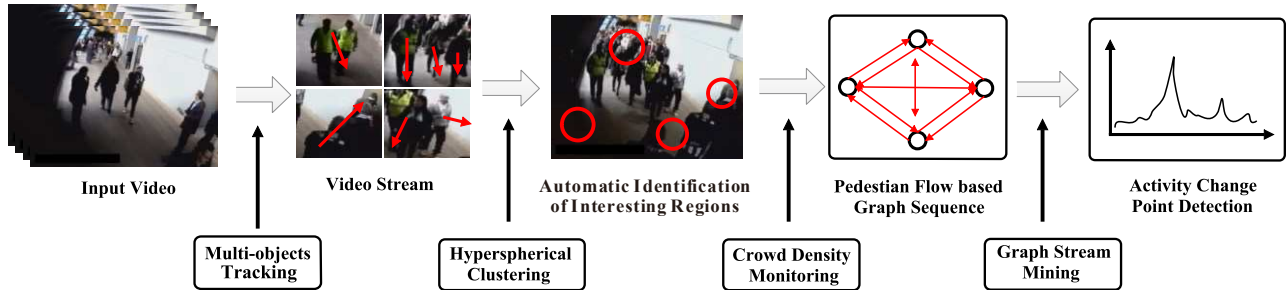 Input Video
Video Stream
Automatic Identification
of Interesting Regions
Pedestian Flow based
Graph Sequence
Activity Change
Point Detection
Multi-objects
Tracking
Hyperspherical
Clustering
Crowd Density
Monitoring
Graph Stream
Mining